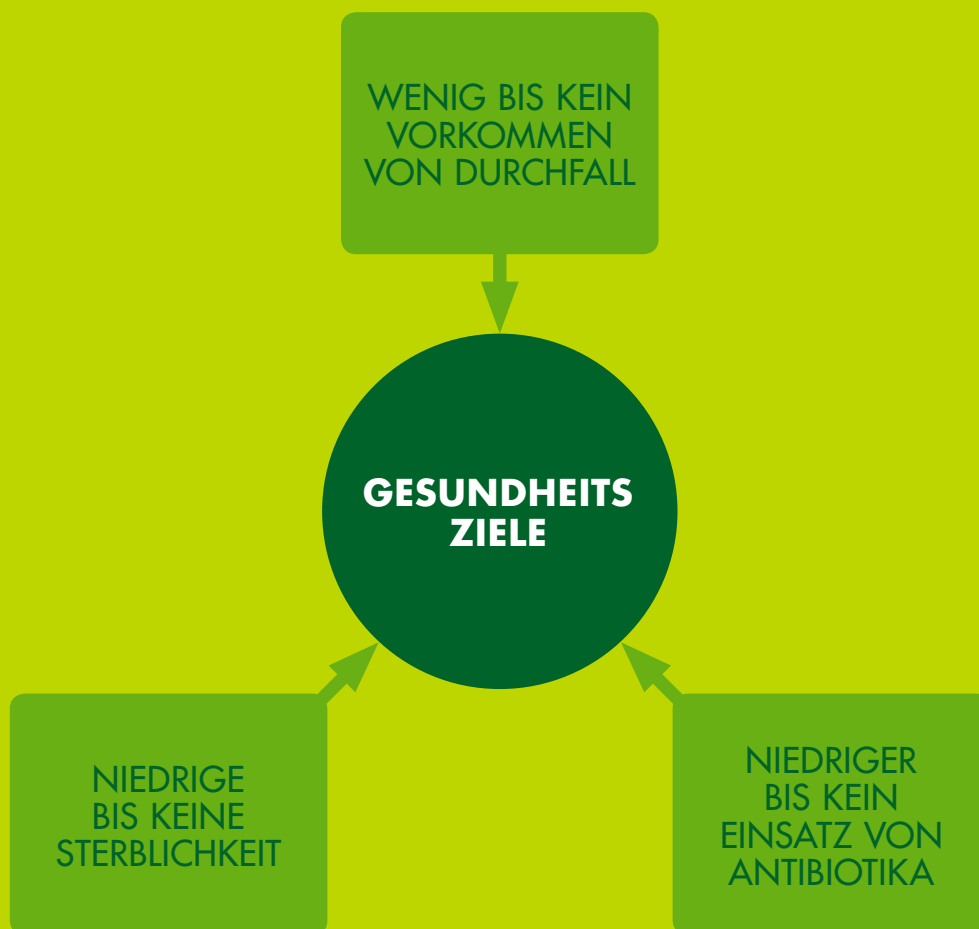 WENIG BIS KEIN
VORKOMMEN
VON DURCHFALL
GESUNDHEITS
ZIELE
NIEDRIGE
BIS KEINE
STERBLICHKEIT
NIEDRIGER
BIS KEIN
EINSATZ VON
ANTIBIOTIKA